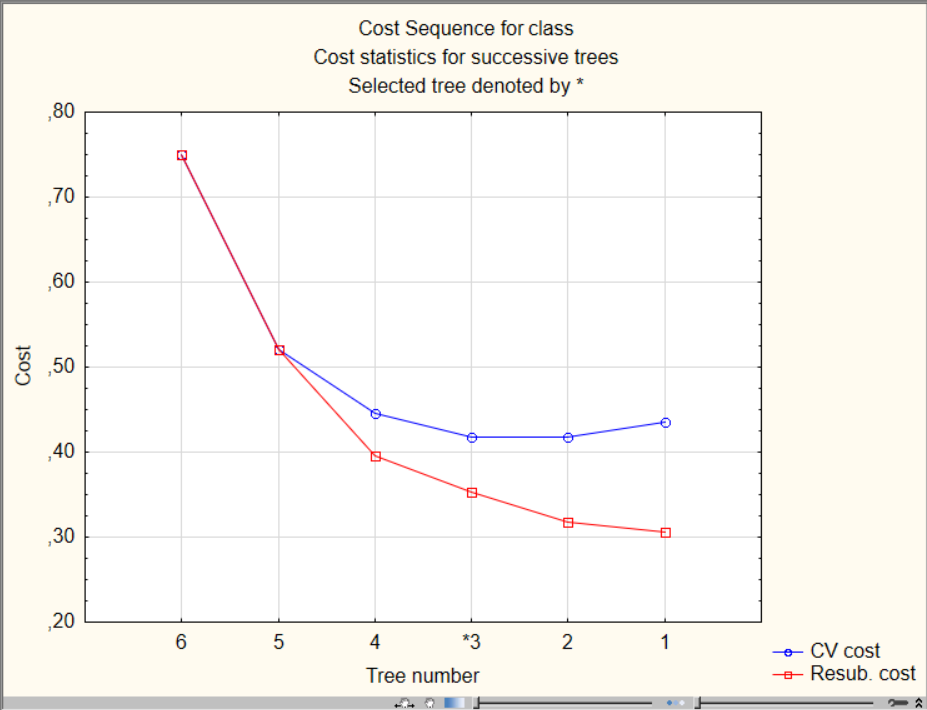 Cost Sequence for class
Cost statistics for successive trees
Selected tree denoted by *
,80
,70
,60
,50
,40
,30
,20
Cost
6 5 4 *3 2 1
Tree number
CV cost
Resub. cost